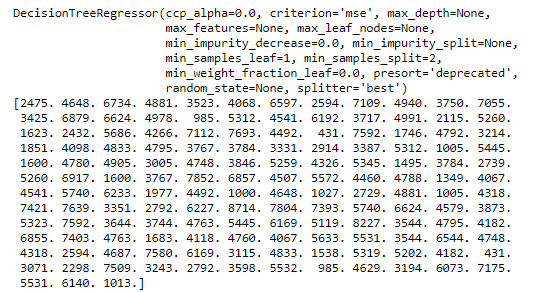 DecisionTreeRegressor(ccp_alpha=0.0, criterion='mse', max_depth=None,
max_features=None, max_leaf_nodes=None,
min_impurity_decrease=0.0, min_impurity_split=None,
min_samples_leaf=1, min_samples_split=2,
min_weight_fraction_leaf=0.0, presort='deprecated',
random_state=None, splitter='best')
[2475. 4648. 6734. 4881. 3523. 4068. 6597. 2594. 7109. 4940. 3750. 7055.
3425. 6879. 6624. 4978. 985. 5312. 4541. 6192. 3717. 4991. 2115. 5260.
1623. 2432. 5686. 4266. 7112. 7693. 4492. 431. 7592. 1746. 4792. 3214.
1851. 4098. 4833. 4795. 3767. 3784. 3331. 2914. 3387. 5312. 1005. 5445.
1600. 4780. 4905. 3005. 4748. 3846. 5259. 4326. 5345. 1495. 3784. 2739.
5260. 6917. 1600. 3767. 7852. 6857. 4507. 5572. 4460. 4788. 1349. 4067.
4541. 5740. 6233. 1977. 4492. 1000. 4648. 1027. 2729. 4881. 1005. 4318.
7421. 7639. 3351. 2792. 6227. 8714. 7804. 7393. 5740. 6624. 4579. 3873.
5323. 7592. 3644. 3744. 4763. 5445. 6169. 5119. 8227. 3544. 4795. 4182.
6855. 7403. 4763. 1683. 4118. 4760. 4067. 5633. 5531. 3544. 6544. 4748.
4318. 2594. 4687. 7580. 6169. 3115. 4833. 1538. 5319. 5202. 4182. 431.
3071. 2298. 7509. 3243. 2792. 3598. 5532. 985. 4629. 3194. 6073. 7175.
5531. 6140. 1013.]